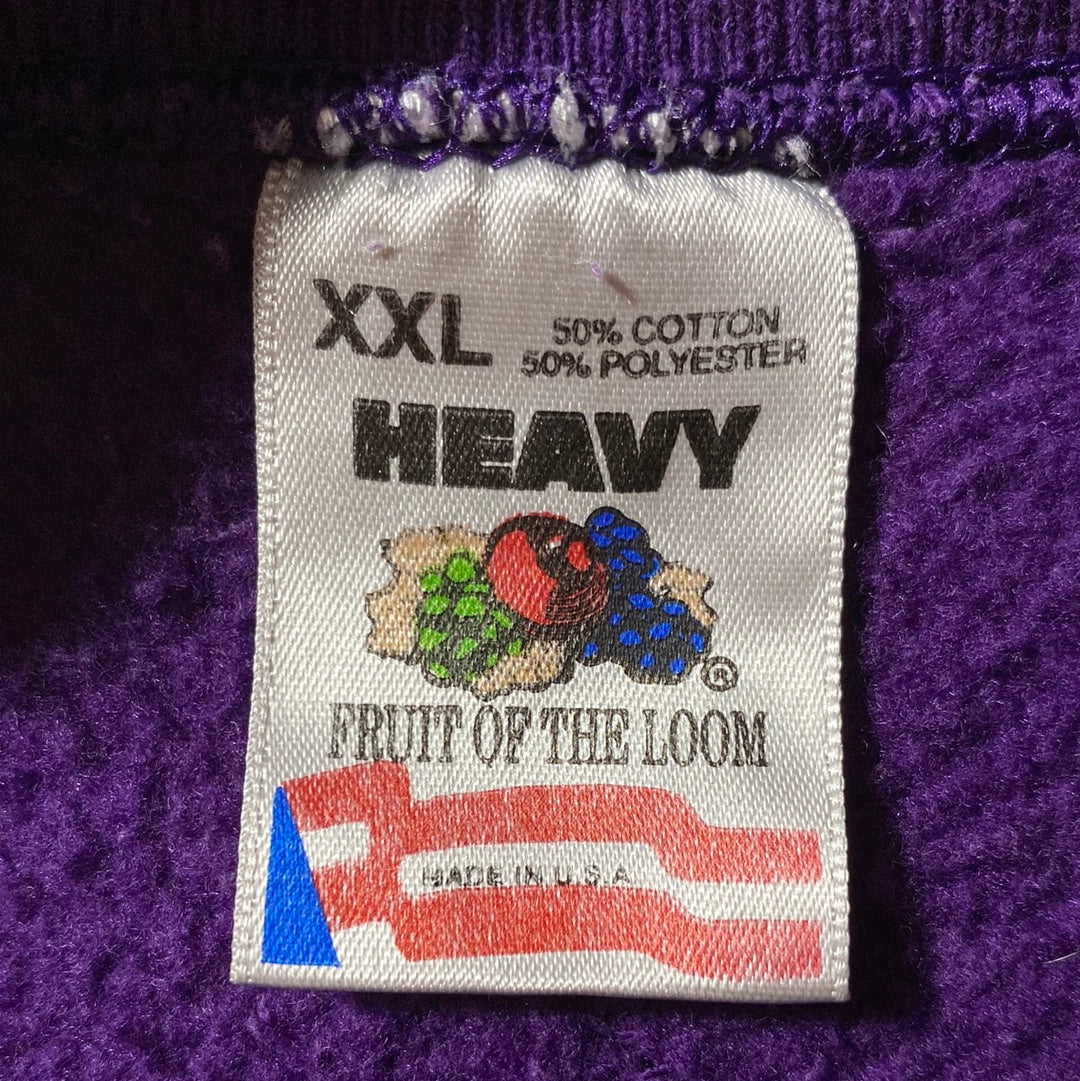 XXL
50% COTTON
50% POLYESTER
HEAVY
®
FRUIT OF THE LOOM
MADE IN U.S.A.